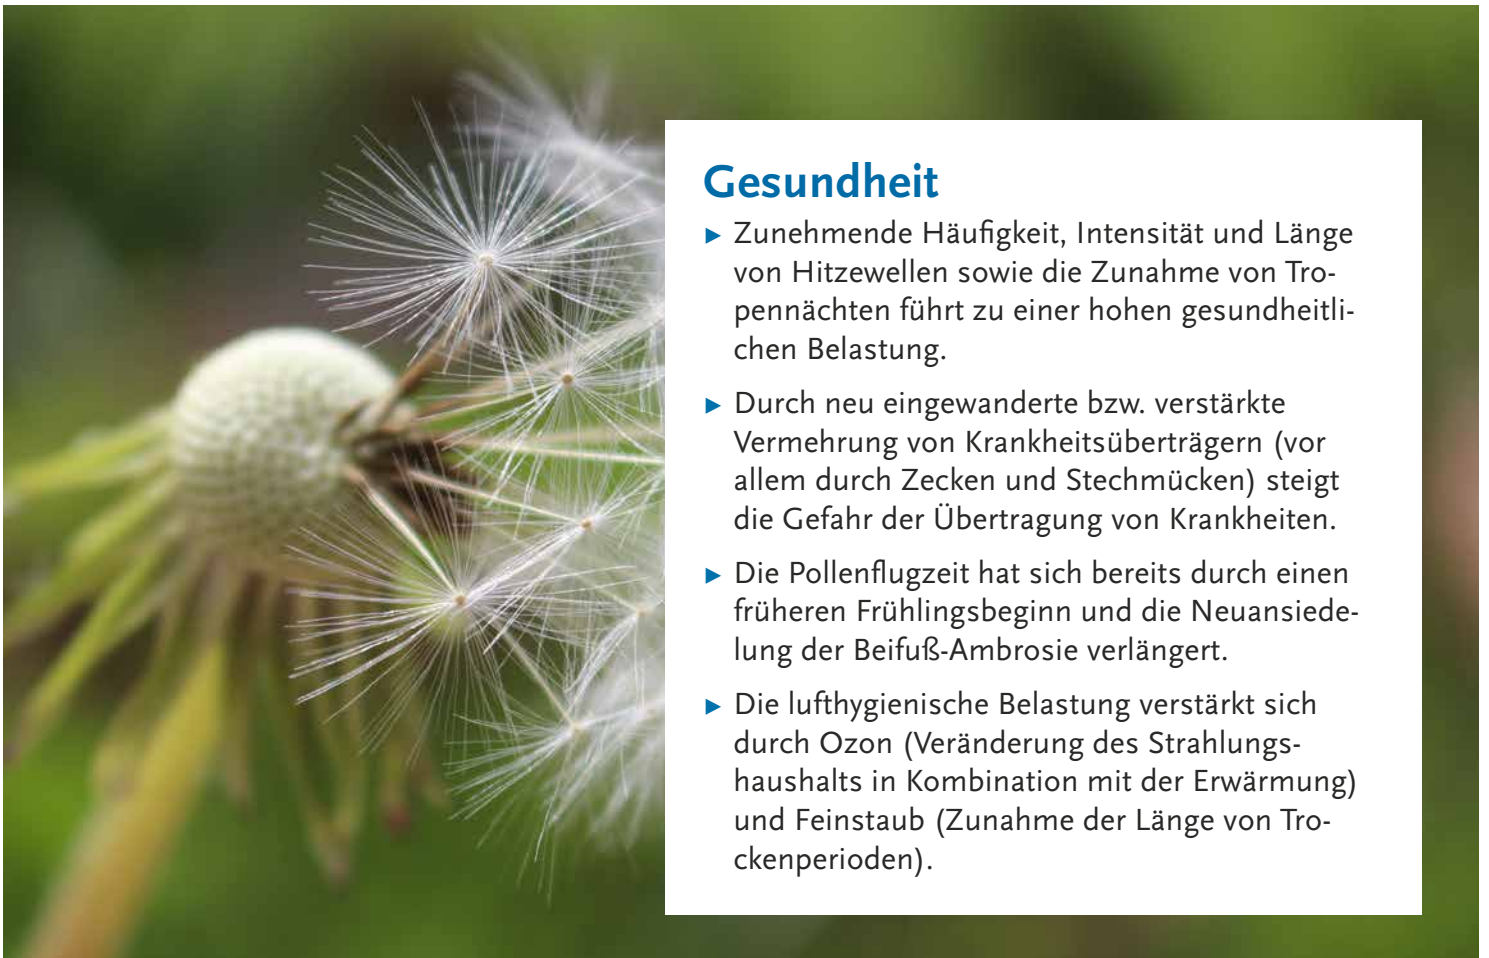 Gesundheit
► Zunehmende Häufigkeit, Intensität und Länge
von Hitzewellen sowie die Zunahme von Tro-
pennächten führt zu einer hohen gesundheitli-
chen Belastung.
► Durch neu eingewanderte bzw. verstärkte
Vermehrung von Krankheitsüberträgern (vor
allem durch Zecken und Stechmücken) steigt
die Gefahr der Übertragung von Krankheiten.
► Die Pollenflugzeit hat sich bereits durch einen
früheren Frühlingsbeginn und die Neuansiede-
lung der Beifuß-Ambrosie verlängert.
► Die lufthygienische Belastung verstärkt sich
durch Ozon (Veränderung des Strahlungs-
haushalts in Kombination mit der Erwärmung)
und Feinstaub (Zunahme der Länge von Tro-
ckenperioden).